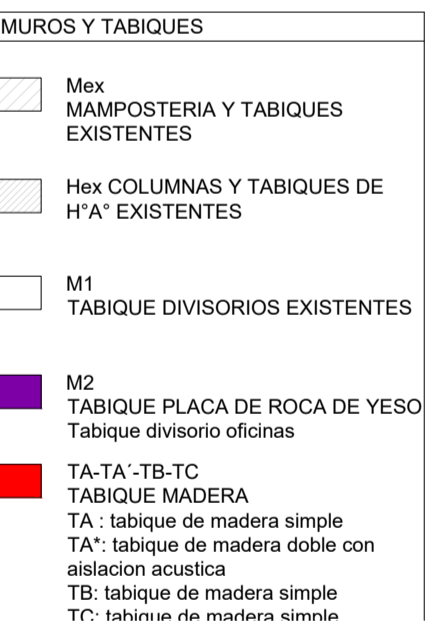 MUROS Y TABIQUES
Mex
MAMPOSTERIA Y TABIQUES
EXISTENTES
Hex COLUMNAS Y TABIQUES DE
H°A° EXISTENTES
M1
TABIQUE DIVISORIOS EXISTENTES
M2
TABIQUE PLACA DE ROCA DE YESO
Tabique divisorio oficinas
TA-TA´-TB-TC
TABIQUE MADERA
TA : tabique de madera simple
TA*: tabique de madera doble con
aislacion acustica
TB: tabique de madera simple
TC: tabique de madera simple